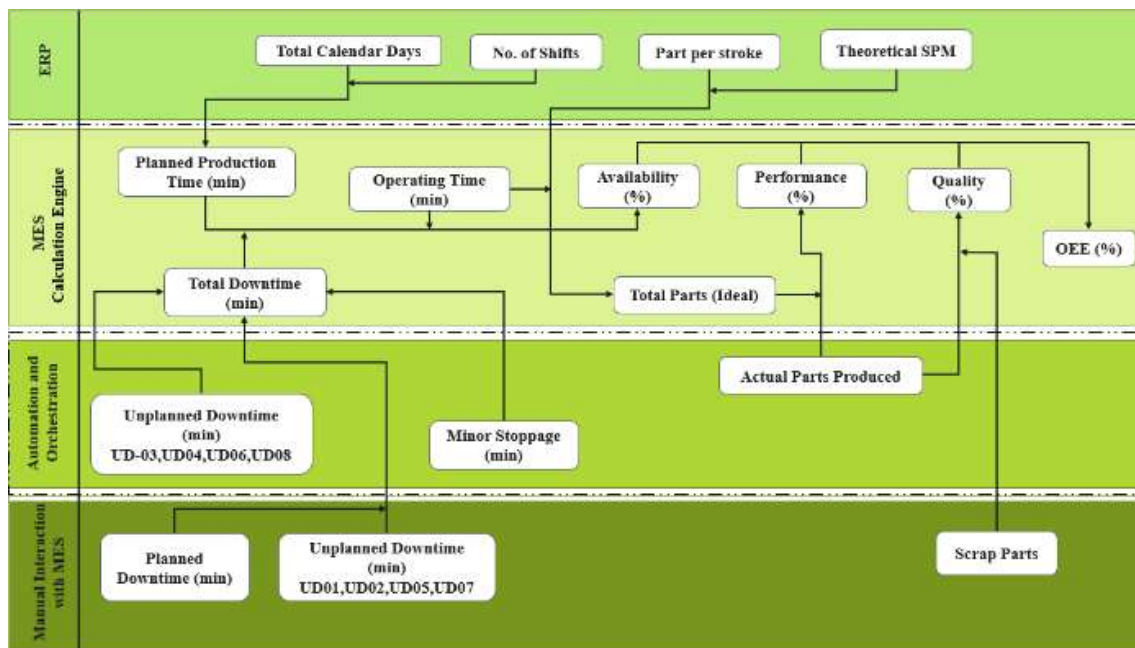 ERP
Total Calendar Days
No. of Shifts
Part per stroke
Theoretical SPM
MES
Calculation Engine
Planned Production
Time (min)
Operating Time
(min)
Availability
(%)
Performance
(%)
Quality
(%)
OEE (%)
Total Downtime
(min)
Total Parts (Ideal)
Automation and
Orchestration
Unplanned Downtime
(min)
UD-03,UD04,UD06,UD08
Minor Stoppage
(min)
Actual Parts Produced
Manual Interaction
with MES
Planned
Downtime (min)
Unplanned Downtime
(min)
UD01,UD02,UD05,UD07
Scrap Parts